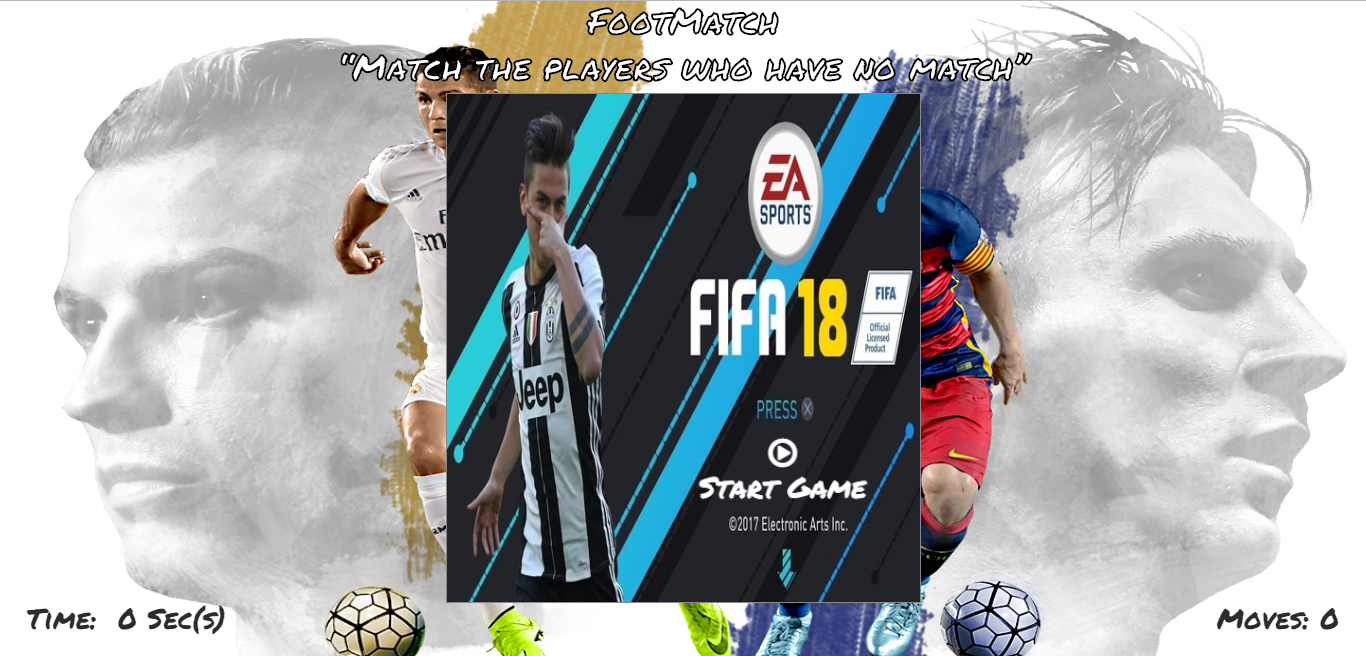 FootMatch
“Match the players who have no match”
EA
SPORTS
FIFA 18
FIFA
Official
Licensed
Product
Jeep
PRESS
START GAME
©2017 Electronic Arts Inc.
Time: 0 Sec(s)
Moves: 0